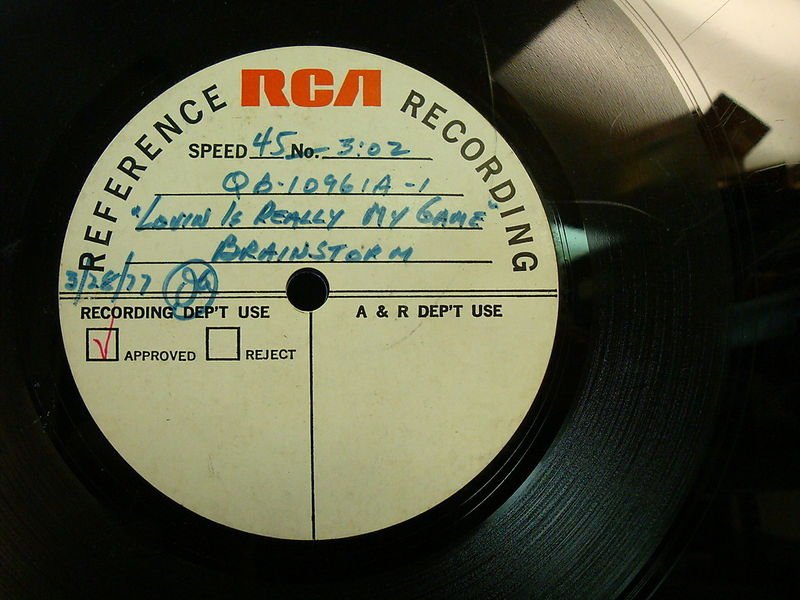 RCA
REFERENCE RECORDING
SPEED 45 No. 3:02
QB-10961A-1
"LOVIN IS REALLY MY GAME"
BRAINSTORM
3/28/77
RECORDING DEP'T USE
A & R DEP'T USE
APPROVED REJECT